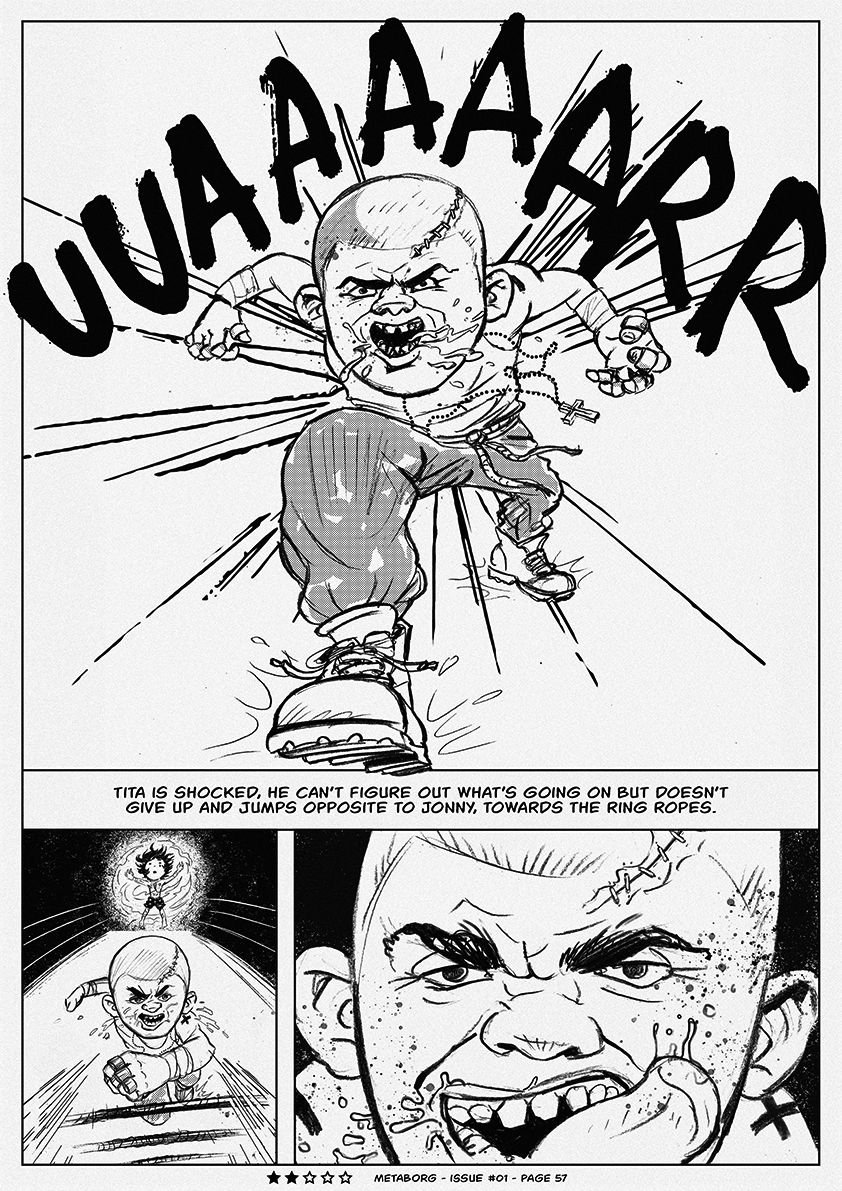 UUAAAAARR
TITA IS SHOCKED, HE CAN'T FIGURE OUT WHAT'S GOING ON BUT DOESN'T
GIVE UP AND JUMPS OPPOSITE TO JONNY, TOWARDS THE RING ROPES.
METABORG - ISSUE #01 - PAGE 57